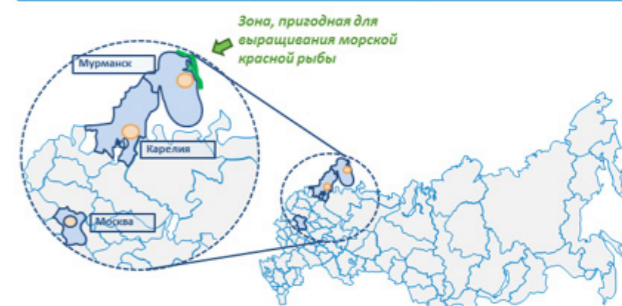 Зона, пригодная для
выращивания морской
красной рыбы
Мурманск
Карелия
Москва